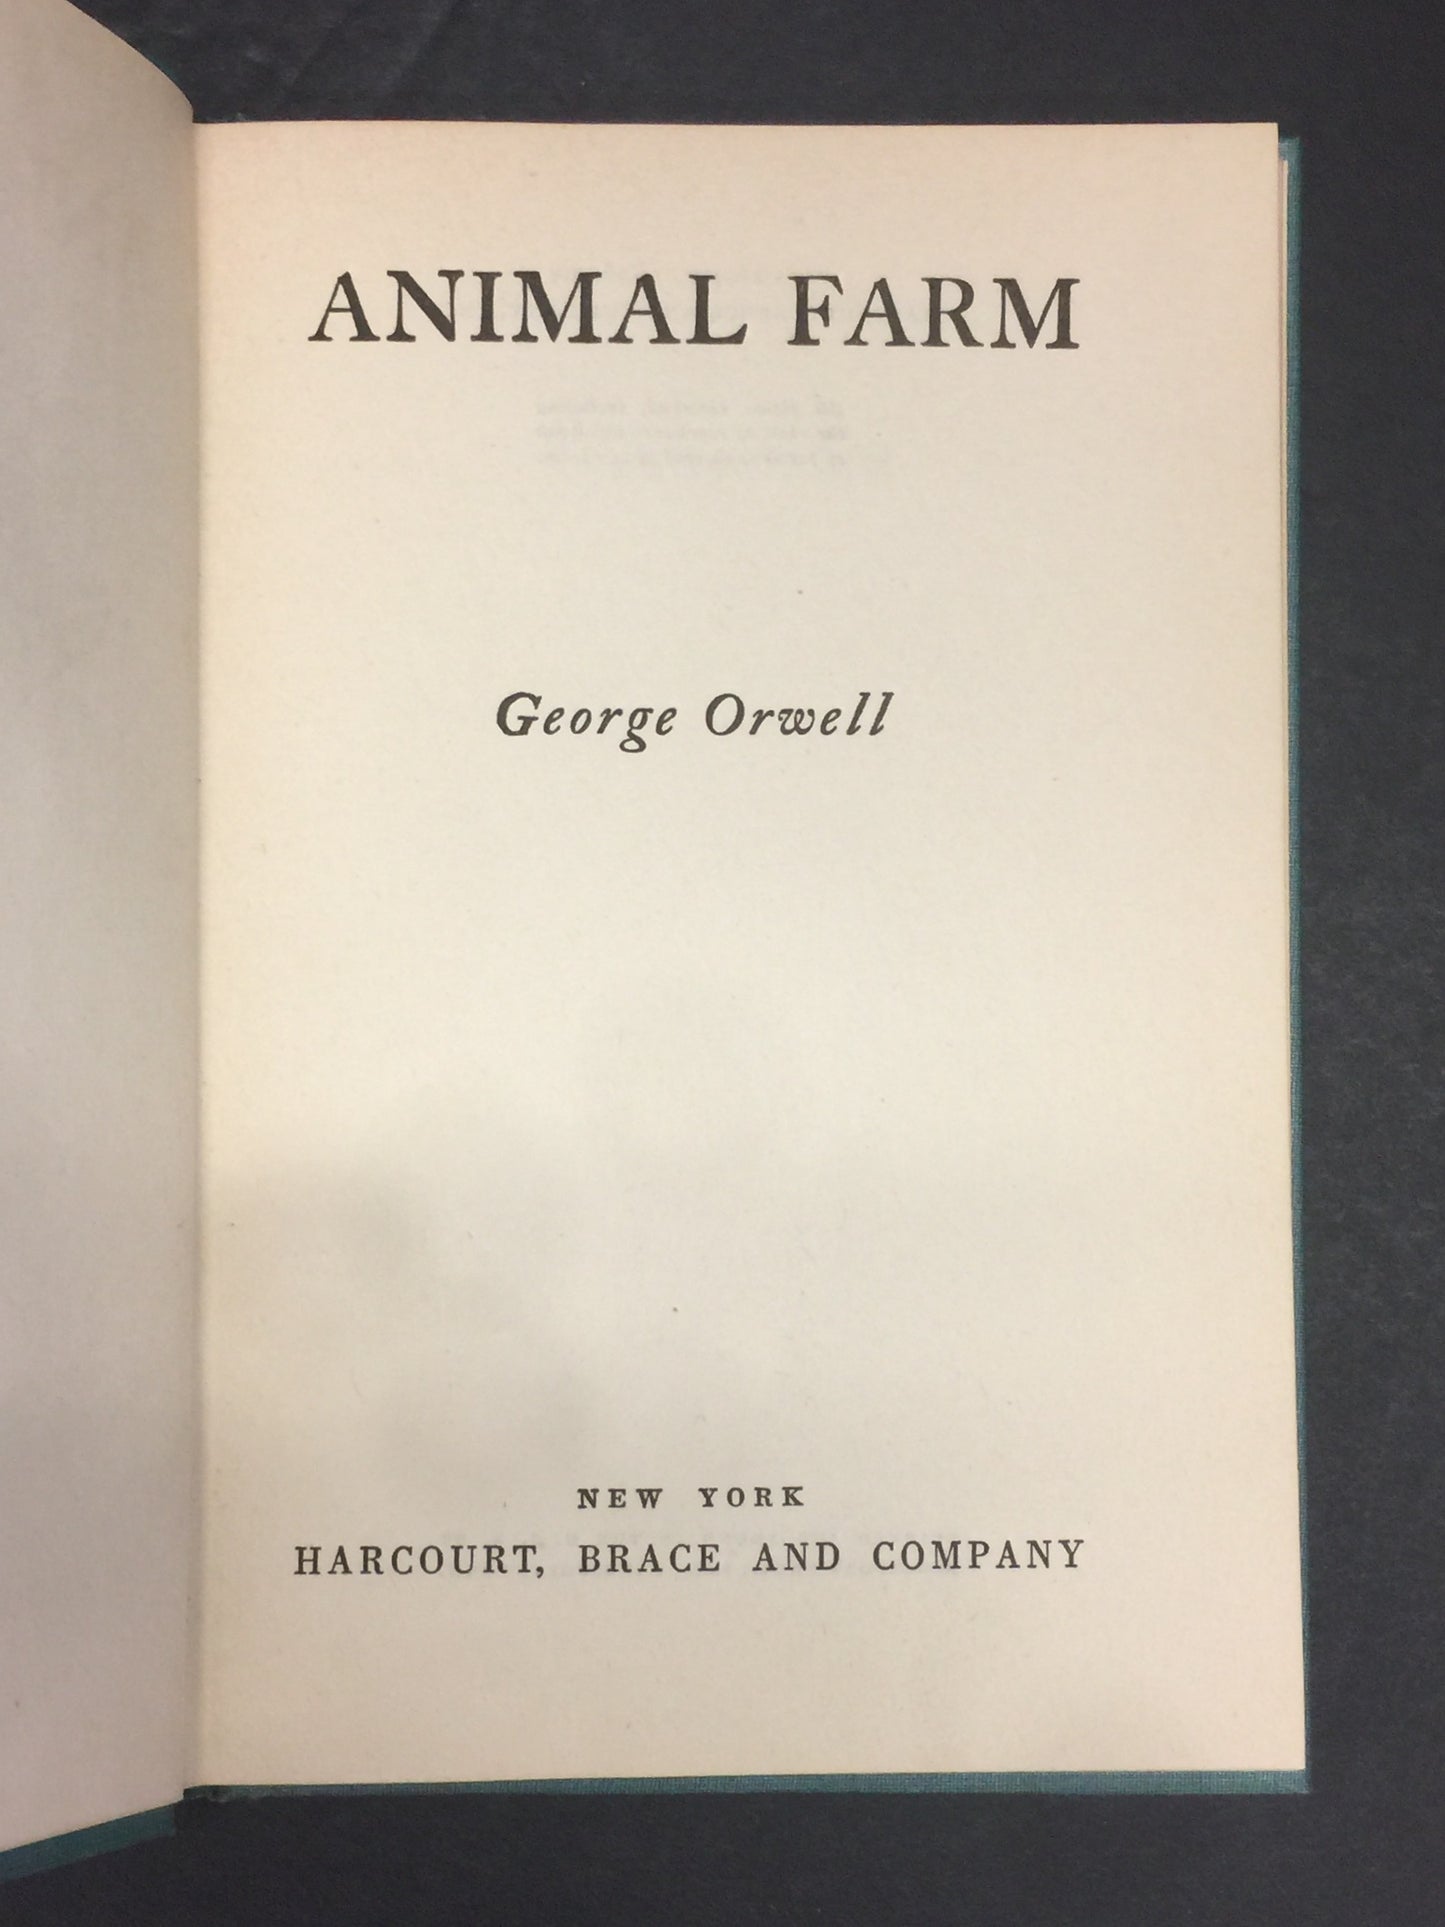 ANIMAL FARM
George Orwell
NEW YORK
HARCOURT, BRACE AND COMPANY